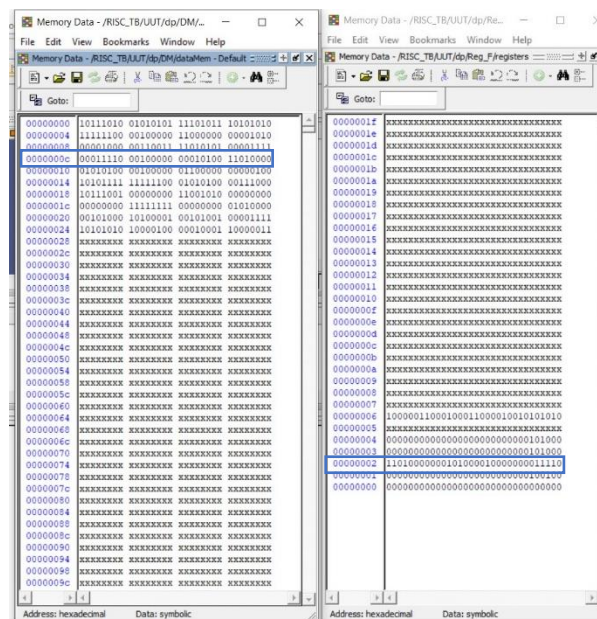 Memory Data - /RISC_TB/UUT/dp/DM/...
File Edit View Bookmarks Window Help
Memory Data - /RISC_TB/UUT/dp/DM/dataMem - Default
Goto:
00000000 10111010 01010101 11101011 10101010
00000004 11111100 00100000 11000000 00001010
00000008 00001000 00110011 11010101 00001111
0000000c 00011110 00100000 00010100 11010000
00000010 01010100 00100000 01100000 00000100
00000014 10101111 11111100 01010100 00111000
00000018 10111001 00000000 11001010 00000000
0000001c 00000000 11111111 00000000 01010000
00000020 00101000 10100001 00101001 00001111
00000024 10101010 10000100 00010001 10000011
00000028 xxxxxxxx xxxxxxxx xxxxxxxx xxxxxxxx
0000002c xxxxxxxx xxxxxxxx xxxxxxxx xxxxxxxx
00000030 xxxxxxxx xxxxxxxx xxxxxxxx xxxxxxxx
00000034 xxxxxxxx xxxxxxxx xxxxxxxx xxxxxxxx
00000038 xxxxxxxx xxxxxxxx xxxxxxxx xxxxxxxx
0000003c xxxxxxxx xxxxxxxx xxxxxxxx xxxxxxxx
00000040 xxxxxxxx xxxxxxxx xxxxxxxx xxxxxxxx
00000044 xxxxxxxx xxxxxxxx xxxxxxxx xxxxxxxx
00000048 xxxxxxxx xxxxxxxx xxxxxxxx xxxxxxxx
0000004c xxxxxxxx xxxxxxxx xxxxxxxx xxxxxxxx
00000050 xxxxxxxx xxxxxxxx xxxxxxxx xxxxxxxx
00000054 xxxxxxxx xxxxxxxx xxxxxxxx xxxxxxxx
00000058 xxxxxxxx xxxxxxxx xxxxxxxx xxxxxxxx
0000005c xxxxxxxx xxxxxxxx xxxxxxxx xxxxxxxx
00000060 xxxxxxxx xxxxxxxx xxxxxxxx xxxxxxxx
00000064 xxxxxxxx xxxxxxxx xxxxxxxx xxxxxxxx
00000068 xxxxxxxx xxxxxxxx xxxxxxxx xxxxxxxx
0000006c xxxxxxxx xxxxxxxx xxxxxxxx xxxxxxxx
00000070 xxxxxxxx xxxxxxxx xxxxxxxx xxxxxxxx
00000074 xxxxxxxx xxxxxxxx xxxxxxxx xxxxxxxx
00000078 xxxxxxxx xxxxxxxx xxxxxxxx xxxxxxxx
0000007c xxxxxxxx xxxxxxxx xxxxxxxx xxxxxxxx
00000080 xxxxxxxx xxxxxxxx xxxxxxxx xxxxxxxx
00000084 xxxxxxxx xxxxxxxx xxxxxxxx xxxxxxxx
00000088 xxxxxxxx xxxxxxxx xxxxxxxx xxxxxxxx
0000008c xxxxxxxx xxxxxxxx xxxxxxxx xxxxxxxx
00000090 xxxxxxxx xxxxxxxx xxxxxxxx xxxxxxxx
00000094 xxxxxxxx xxxxxxxx xxxxxxxx xxxxxxxx
00000098 xxxxxxxx xxxxxxxx xxxxxxxx xxxxxxxx
0000009c xxxxxxxx xxxxxxxx xxxxxxxx xxxxxxxx
Address: hexadecimal Data: symbolic
Memory Data - /RISC_TB/UUT/dp/Re...
File Edit View Bookmarks Window Help
Memory Data - /RISC_TB/UUT/dp/Reg_F/registers
Goto:
0000001f xxxxxxxxxxxxxxxxxxxxxxxxxxxxxxxx
0000001e xxxxxxxxxxxxxxxxxxxxxxxxxxxxxxxx
0000001d xxxxxxxxxxxxxxxxxxxxxxxxxxxxxxxx
0000001c xxxxxxxxxxxxxxxxxxxxxxxxxxxxxxxx
0000001b xxxxxxxxxxxxxxxxxxxxxxxxxxxxxxxx
0000001a xxxxxxxxxxxxxxxxxxxxxxxxxxxxxxxx
00000019 xxxxxxxxxxxxxxxxxxxxxxxxxxxxxxxx
00000018 xxxxxxxxxxxxxxxxxxxxxxxxxxxxxxxx
00000017 xxxxxxxxxxxxxxxxxxxxxxxxxxxxxxxx
00000016 xxxxxxxxxxxxxxxxxxxxxxxxxxxxxxxx
00000015 xxxxxxxxxxxxxxxxxxxxxxxxxxxxxxxx
00000014 xxxxxxxxxxxxxxxxxxxxxxxxxxxxxxxx
00000013 xxxxxxxxxxxxxxxxxxxxxxxxxxxxxxxx
00000012 xxxxxxxxxxxxxxxxxxxxxxxxxxxxxxxx
00000011 xxxxxxxxxxxxxxxxxxxxxxxxxxxxxxxx
00000010 xxxxxxxxxxxxxxxxxxxxxxxxxxxxxxxx
0000000f xxxxxxxxxxxxxxxxxxxxxxxxxxxxxxxx
0000000e xxxxxxxxxxxxxxxxxxxxxxxxxxxxxxxx
0000000d xxxxxxxxxxxxxxxxxxxxxxxxxxxxxxxx
0000000c xxxxxxxxxxxxxxxxxxxxxxxxxxxxxxxx
0000000b xxxxxxxxxxxxxxxxxxxxxxxxxxxxxxxx
0000000a xxxxxxxxxxxxxxxxxxxxxxxxxxxxxxxx
00000009 xxxxxxxxxxxxxxxxxxxxxxxxxxxxxxxx
00000008 xxxxxxxxxxxxxxxxxxxxxxxxxxxxxxxx
00000007 xxxxxxxxxxxxxxxxxxxxxxxxxxxxxxxx
00000006 10000011000100011000010010101010
00000005 xxxxxxxxxxxxxxxxxxxxxxxxxxxxxxxx
00000004 00000000000000000000000000101000
00000003 00000000000000000000000000101000
00000002 11010000000101000010000000011110
00000001 00000000000000000000000000100100
00000000 00000000000000000000000000000000
Address: hexadecimal Data: symbolic